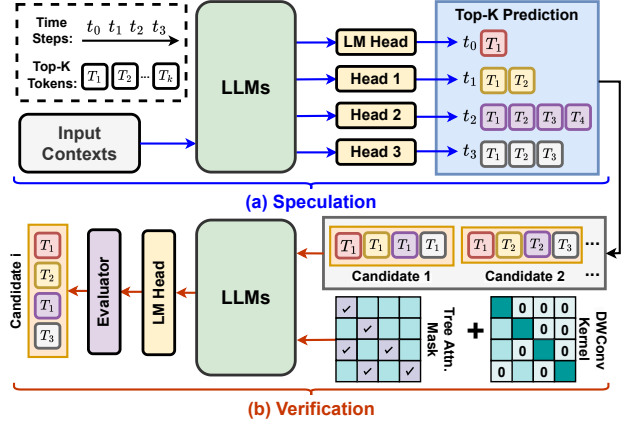 Time Steps: t0 t1 t2 t3
Top-K Tokens: T1 T2 ... Tk
Input Contexts
LLMs
LM Head
Head 1
Head 2
Head 3
Top-K Prediction
t0 T1
t1 T1 T2
t2 T1 T2 T3 T4
t3 T1 T2 T3
(a) Speculation
Candidate i
T1
T2
T1
T3
Evaluator
LM Head
LLMs
T1 T1 T1 T1
Candidate 1
T1 T2 T2 T3 ...
Candidate 2 ...
✓
✓
✓ ✓
✓ ✓
Tree Attn. Mask
+
0 0 0
0 0 0
0 0 0
0 0 0
DWConv Kernel
(b) Verification